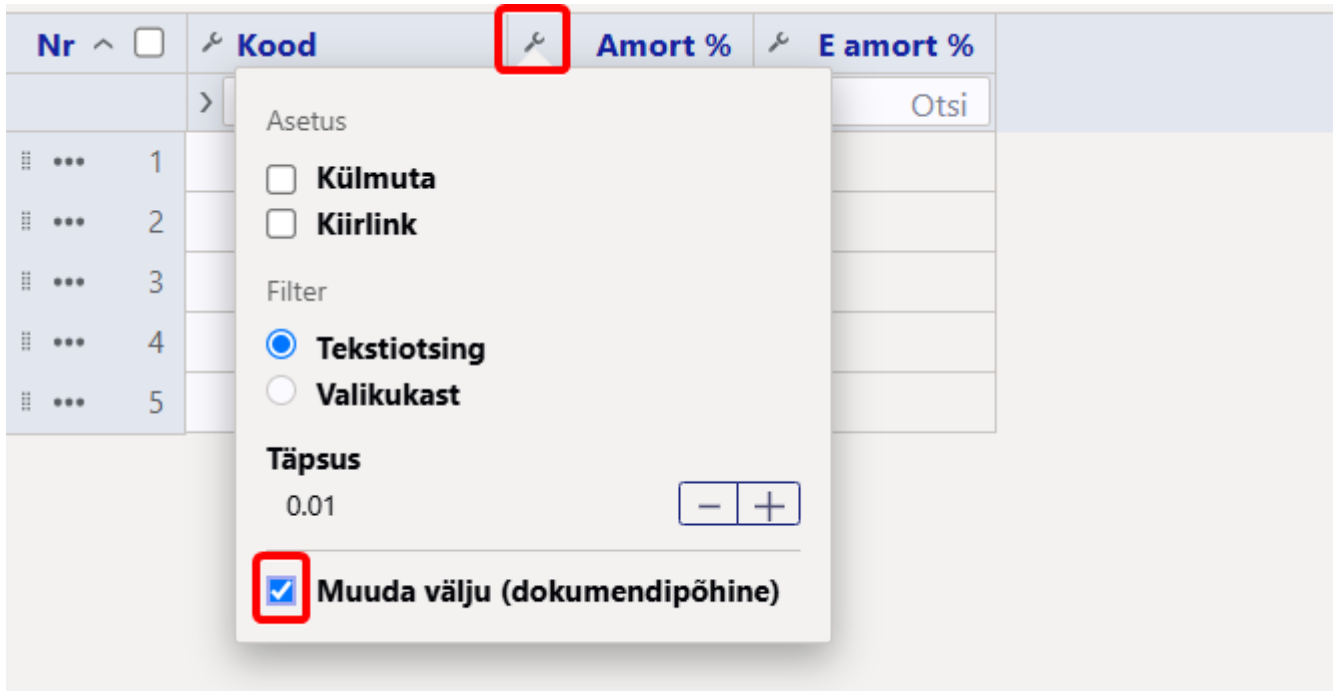 Nr Kood Amort % E amort %
Otsi
Asetus
1
Külmuta
2
Kiirlink
3
Filter
4
Tekstiotsing
5
Valikukast
Täpsus
0.01
Muuda välju (dokumendipõhine)